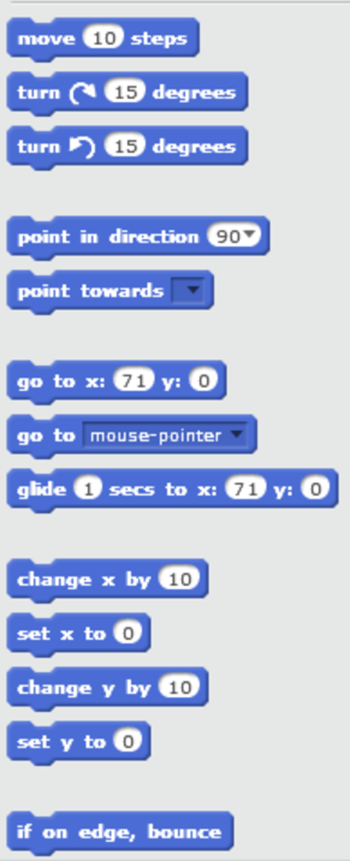 move 10 steps
turn 15 degrees
turn 15 degrees
point in direction 90
point towards
go to x: 71 y: 0
go to mouse-pointer
glide 1 secs to x: 71 y: 0
change x by 10
set x to 0
change y by 10
set y to 0
if on edge, bounce